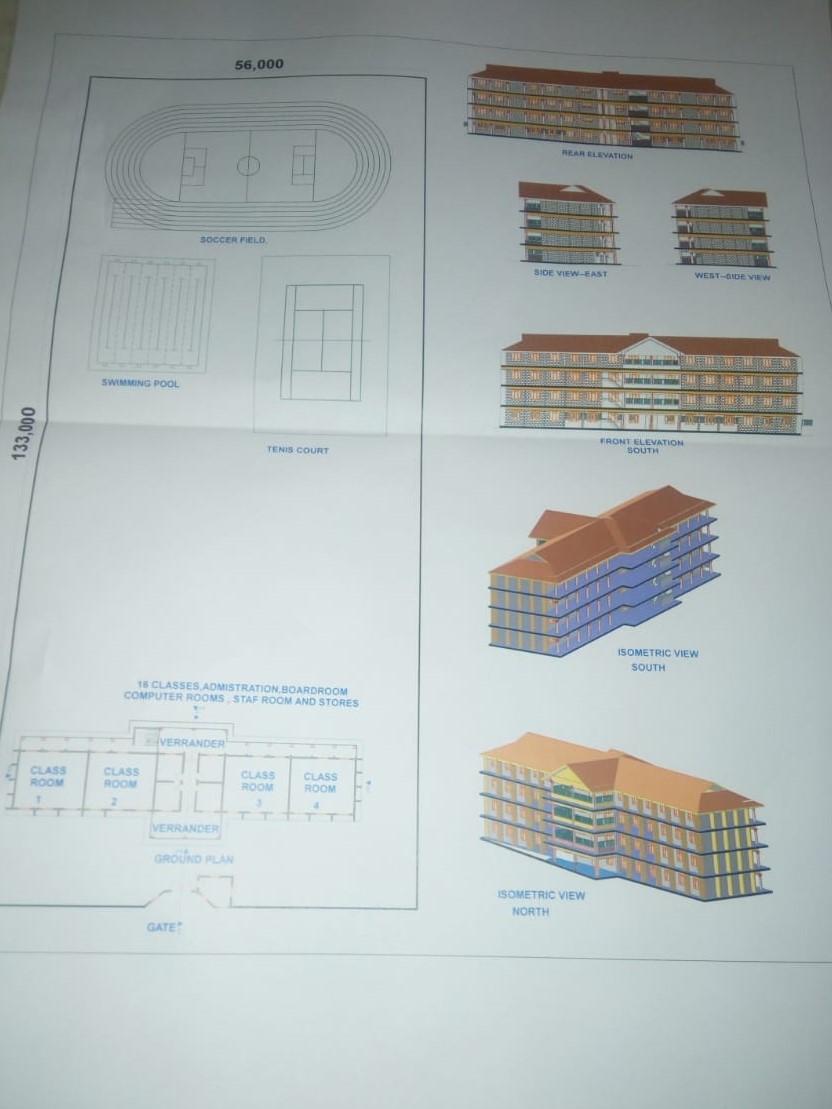 56,000
133,000
SOCCER FIELD.
SWIMMING POOL
TENIS COURT
16 CLASSES,ADMISTRATION,BOARDROOM
COMPUTER ROOMS , STAF ROOM AND STORES
VERRANDER
CLASS
ROOM
1
CLASS
ROOM
2
CLASS
ROOM
3
CLASS
ROOM
4
VERRANDER
GROUND PLAN
GATE
REAR ELEVATION
SIDE VIEW--EAST
WEST--SIDE VIEW
FRONT ELEVATION
SOUTH
ISOMETRIC VIEW
SOUTH
ISOMETRIC VIEW
NORTH